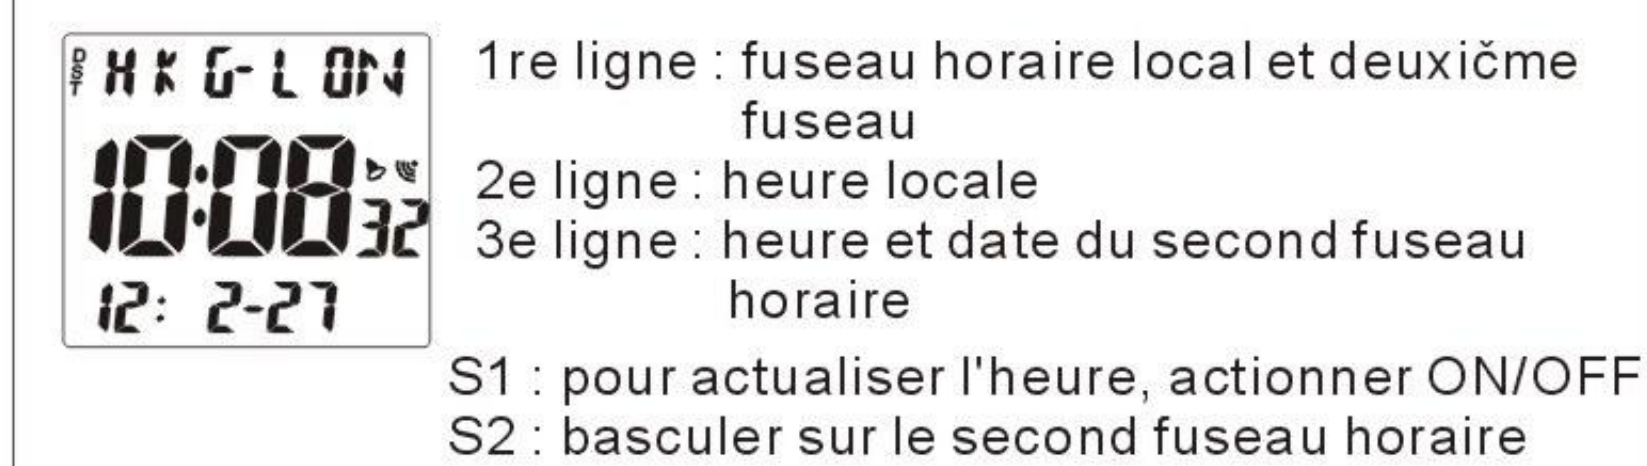 DST HKG-LON
10:08 32
12: 2-27
1re ligne : fuseau horaire local et deuxičme
fuseau
2e ligne : heure locale
3e ligne : heure et date du second fuseau
horaire
S1 : pour actualiser l'heure, actionner ON/OFF
S2 : basculer sur le second fuseau horaire